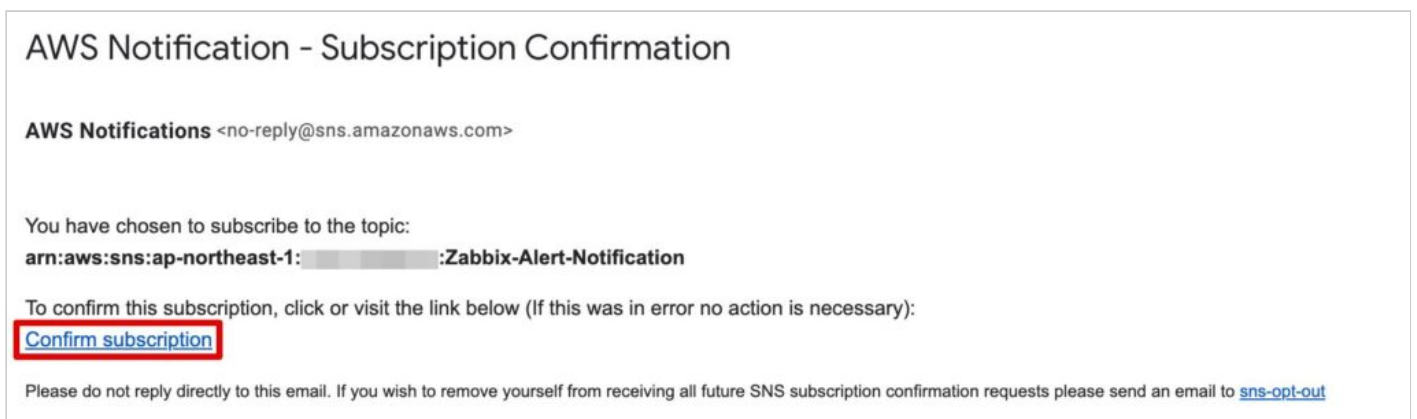 AWS Notification - Subscription Confirmation
AWS Notifications <no-reply@sns.amazonaws.com>
You have chosen to subscribe to the topic:
arn:aws:sns:ap-northeast-1: :Zabbix-Alert-Notification
To confirm this subscription, click or visit the link below (If this was in error no action is necessary):
Confirm subscription
Please do not reply directly to this email. If you wish to remove yourself from receiving all future SNS subscription confirmation requests please send an email to sns-opt-out